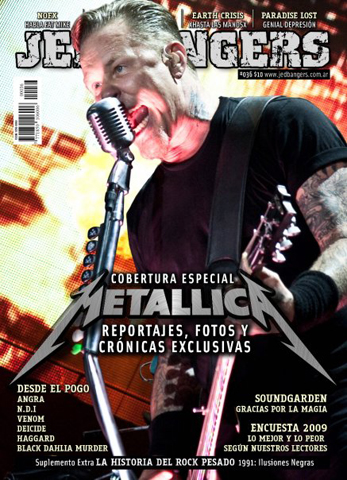 NOFX
HABLA FAT MIKE
EARTH CRISIS
¡HASTA LAS MANOS!
PARADISE LOST
GENIAL DEPRESIÓN
JEDBANGERS
#036 $10 www.jedbangers.com.ar
COBERTURA ESPECIAL
METALLICA
REPORTAJES, FOTOS Y
CRÓNICAS EXCLUSIVAS
DESDE EL POGO
ANGRA
N.D.I
VENOM
DEICIDE
HAGGARD
BLACK DAHLIA MURDER
SOUNDGARDEN
GRACIAS POR LA MAGIA
ENCUESTA 2009
LO MEJOR Y LO PEOR
SEGÚN NUESTROS LECTORES
Suplemento Extra LA HISTORIA DEL ROCK PESADO 1991: Ilusiones Negras